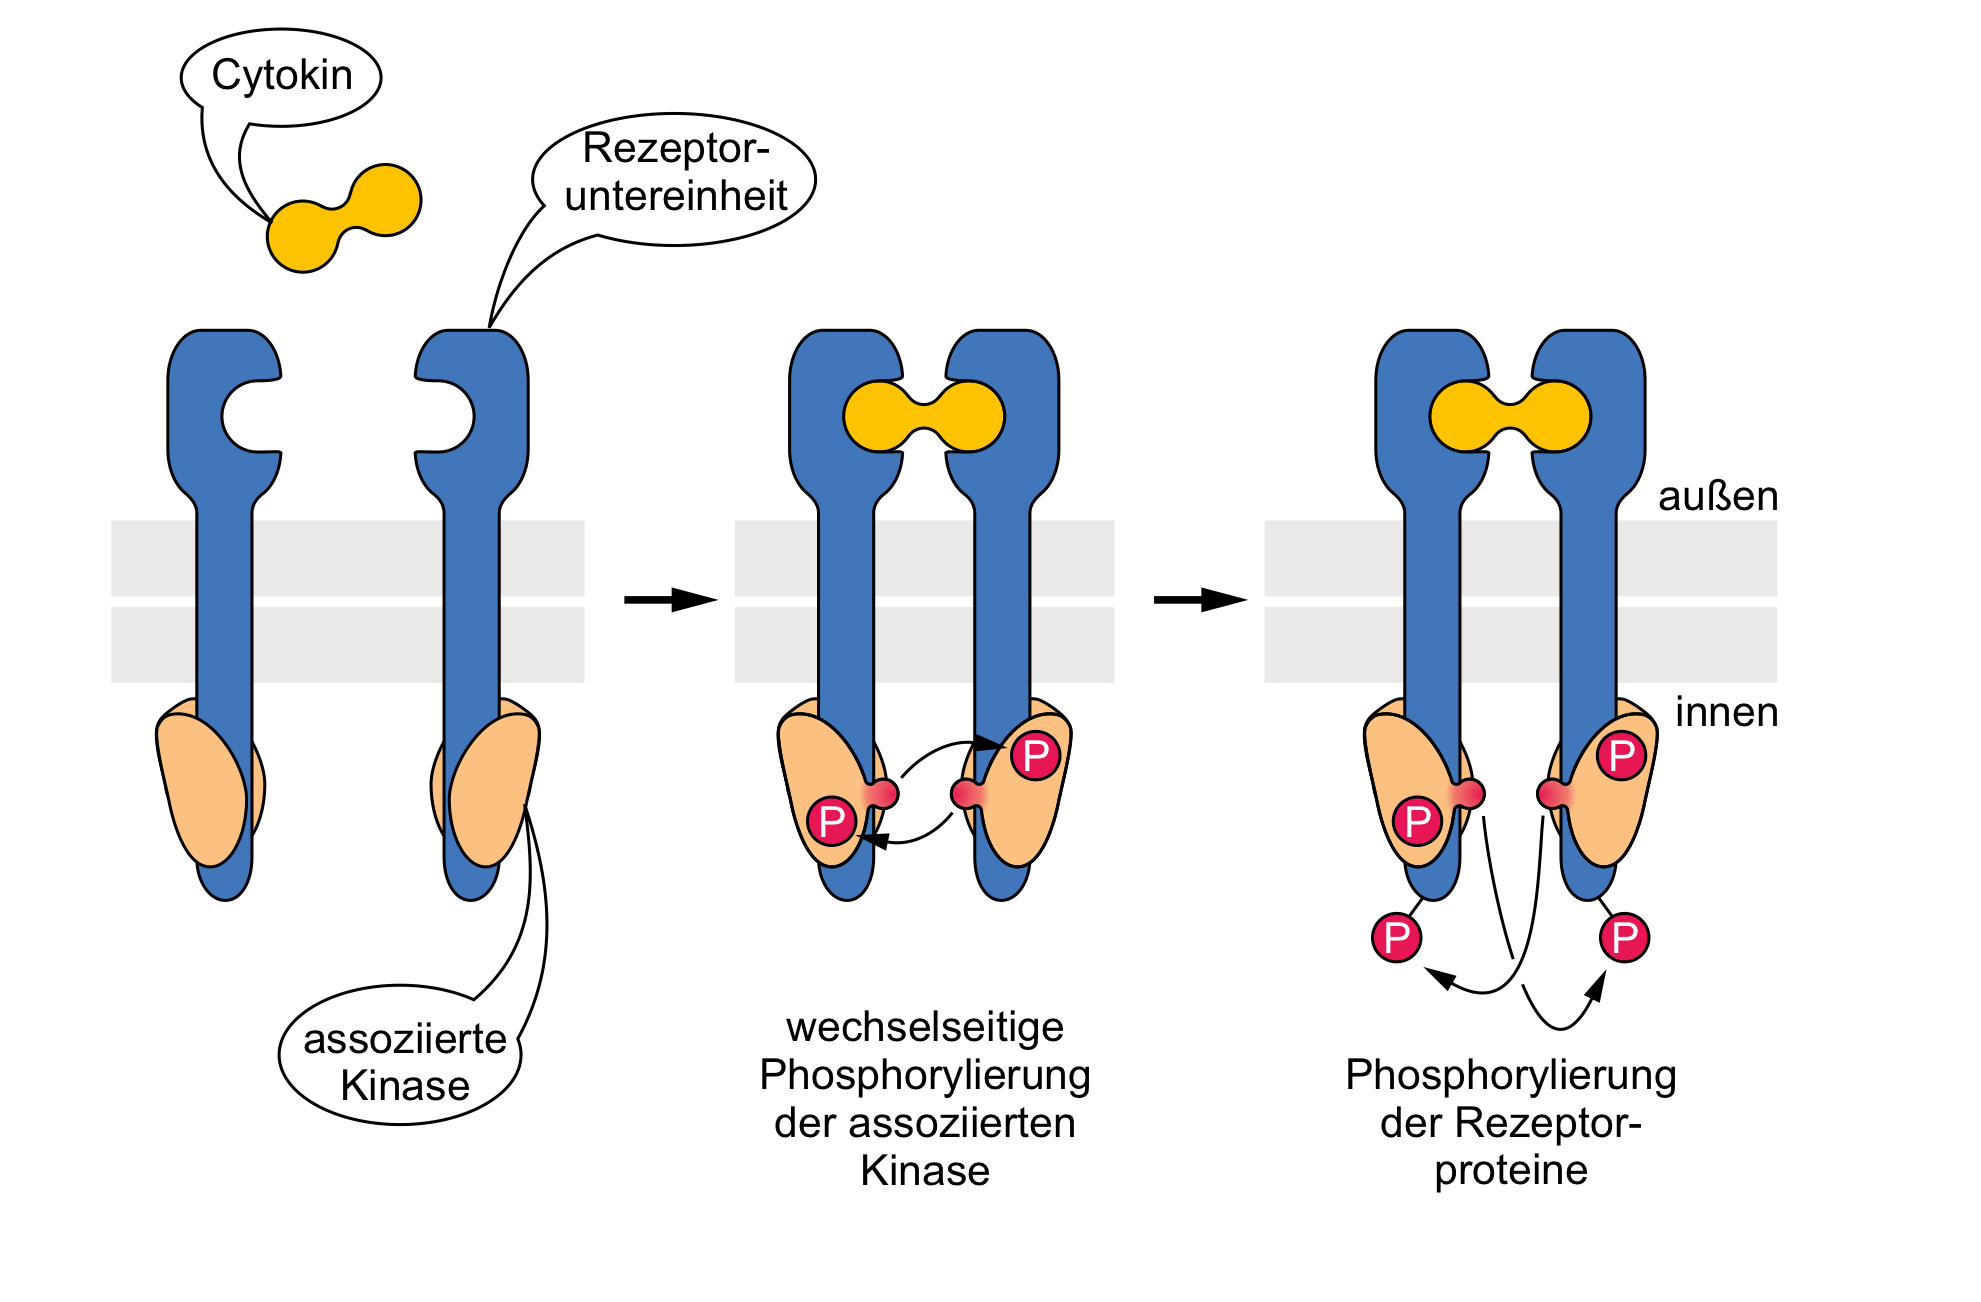 Cytokin
Rezeptor-
untereinheit
außen
innen
P
P
P
P
P
P
assoziierte
Kinase
wechselseitige
Phosphorylierung
der assoziierten
Kinase
Phosphorylierung
der Rezeptor-
proteine